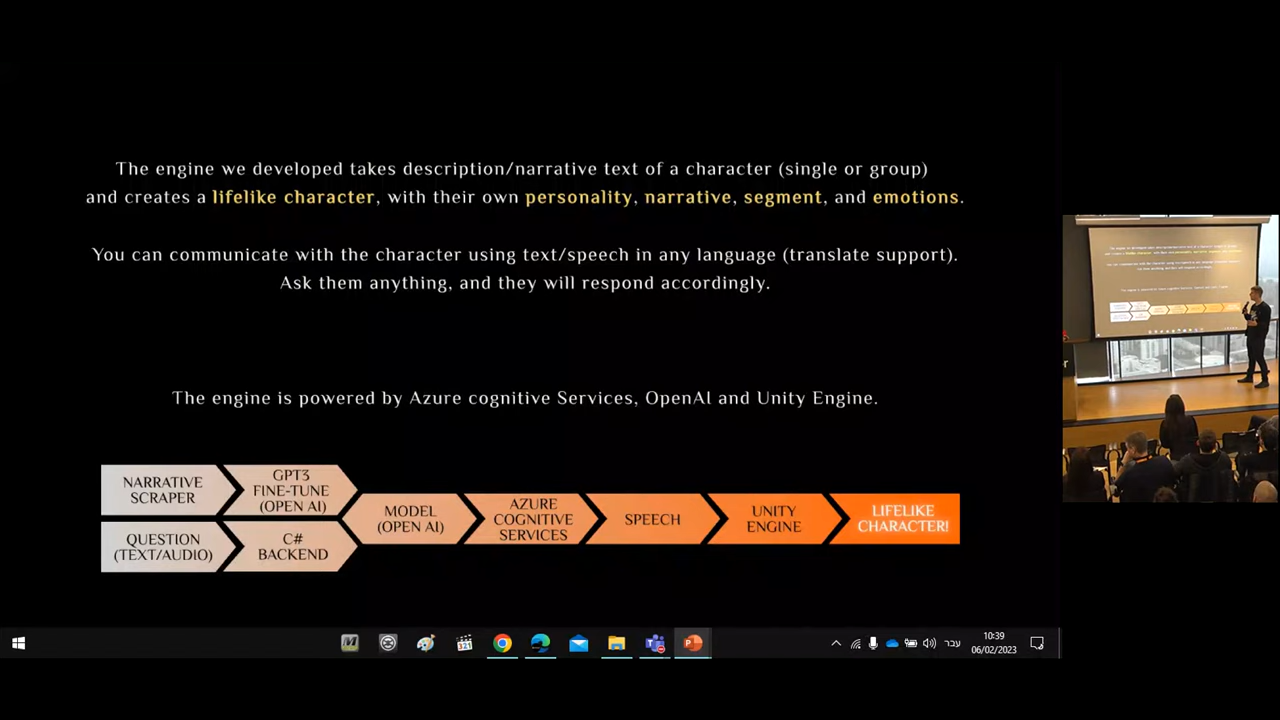 The engine we developed takes description/narrative text of a character (single or group)
and creates a lifelike character, with their own personality, narrative, segment, and emotions.
You can communicate with the character using text/speech in any language (translate support).
Ask them anything, and they will respond accordingly.
The engine is powered by Azure cognitive Services, OpenAI and Unity Engine.
NARRATIVE
SCRAPER
GPT3
FINE-TUNE
(OPEN AI)
QUESTION
(TEXT/AUDIO)
C#
BACKEND
MODEL
(OPEN AI)
AZURE
COGNITIVE
SERVICES
SPEECH
UNITY
ENGINE
LIFELIKE
CHARACTER!
321
עבר
10:39
06/02/2023